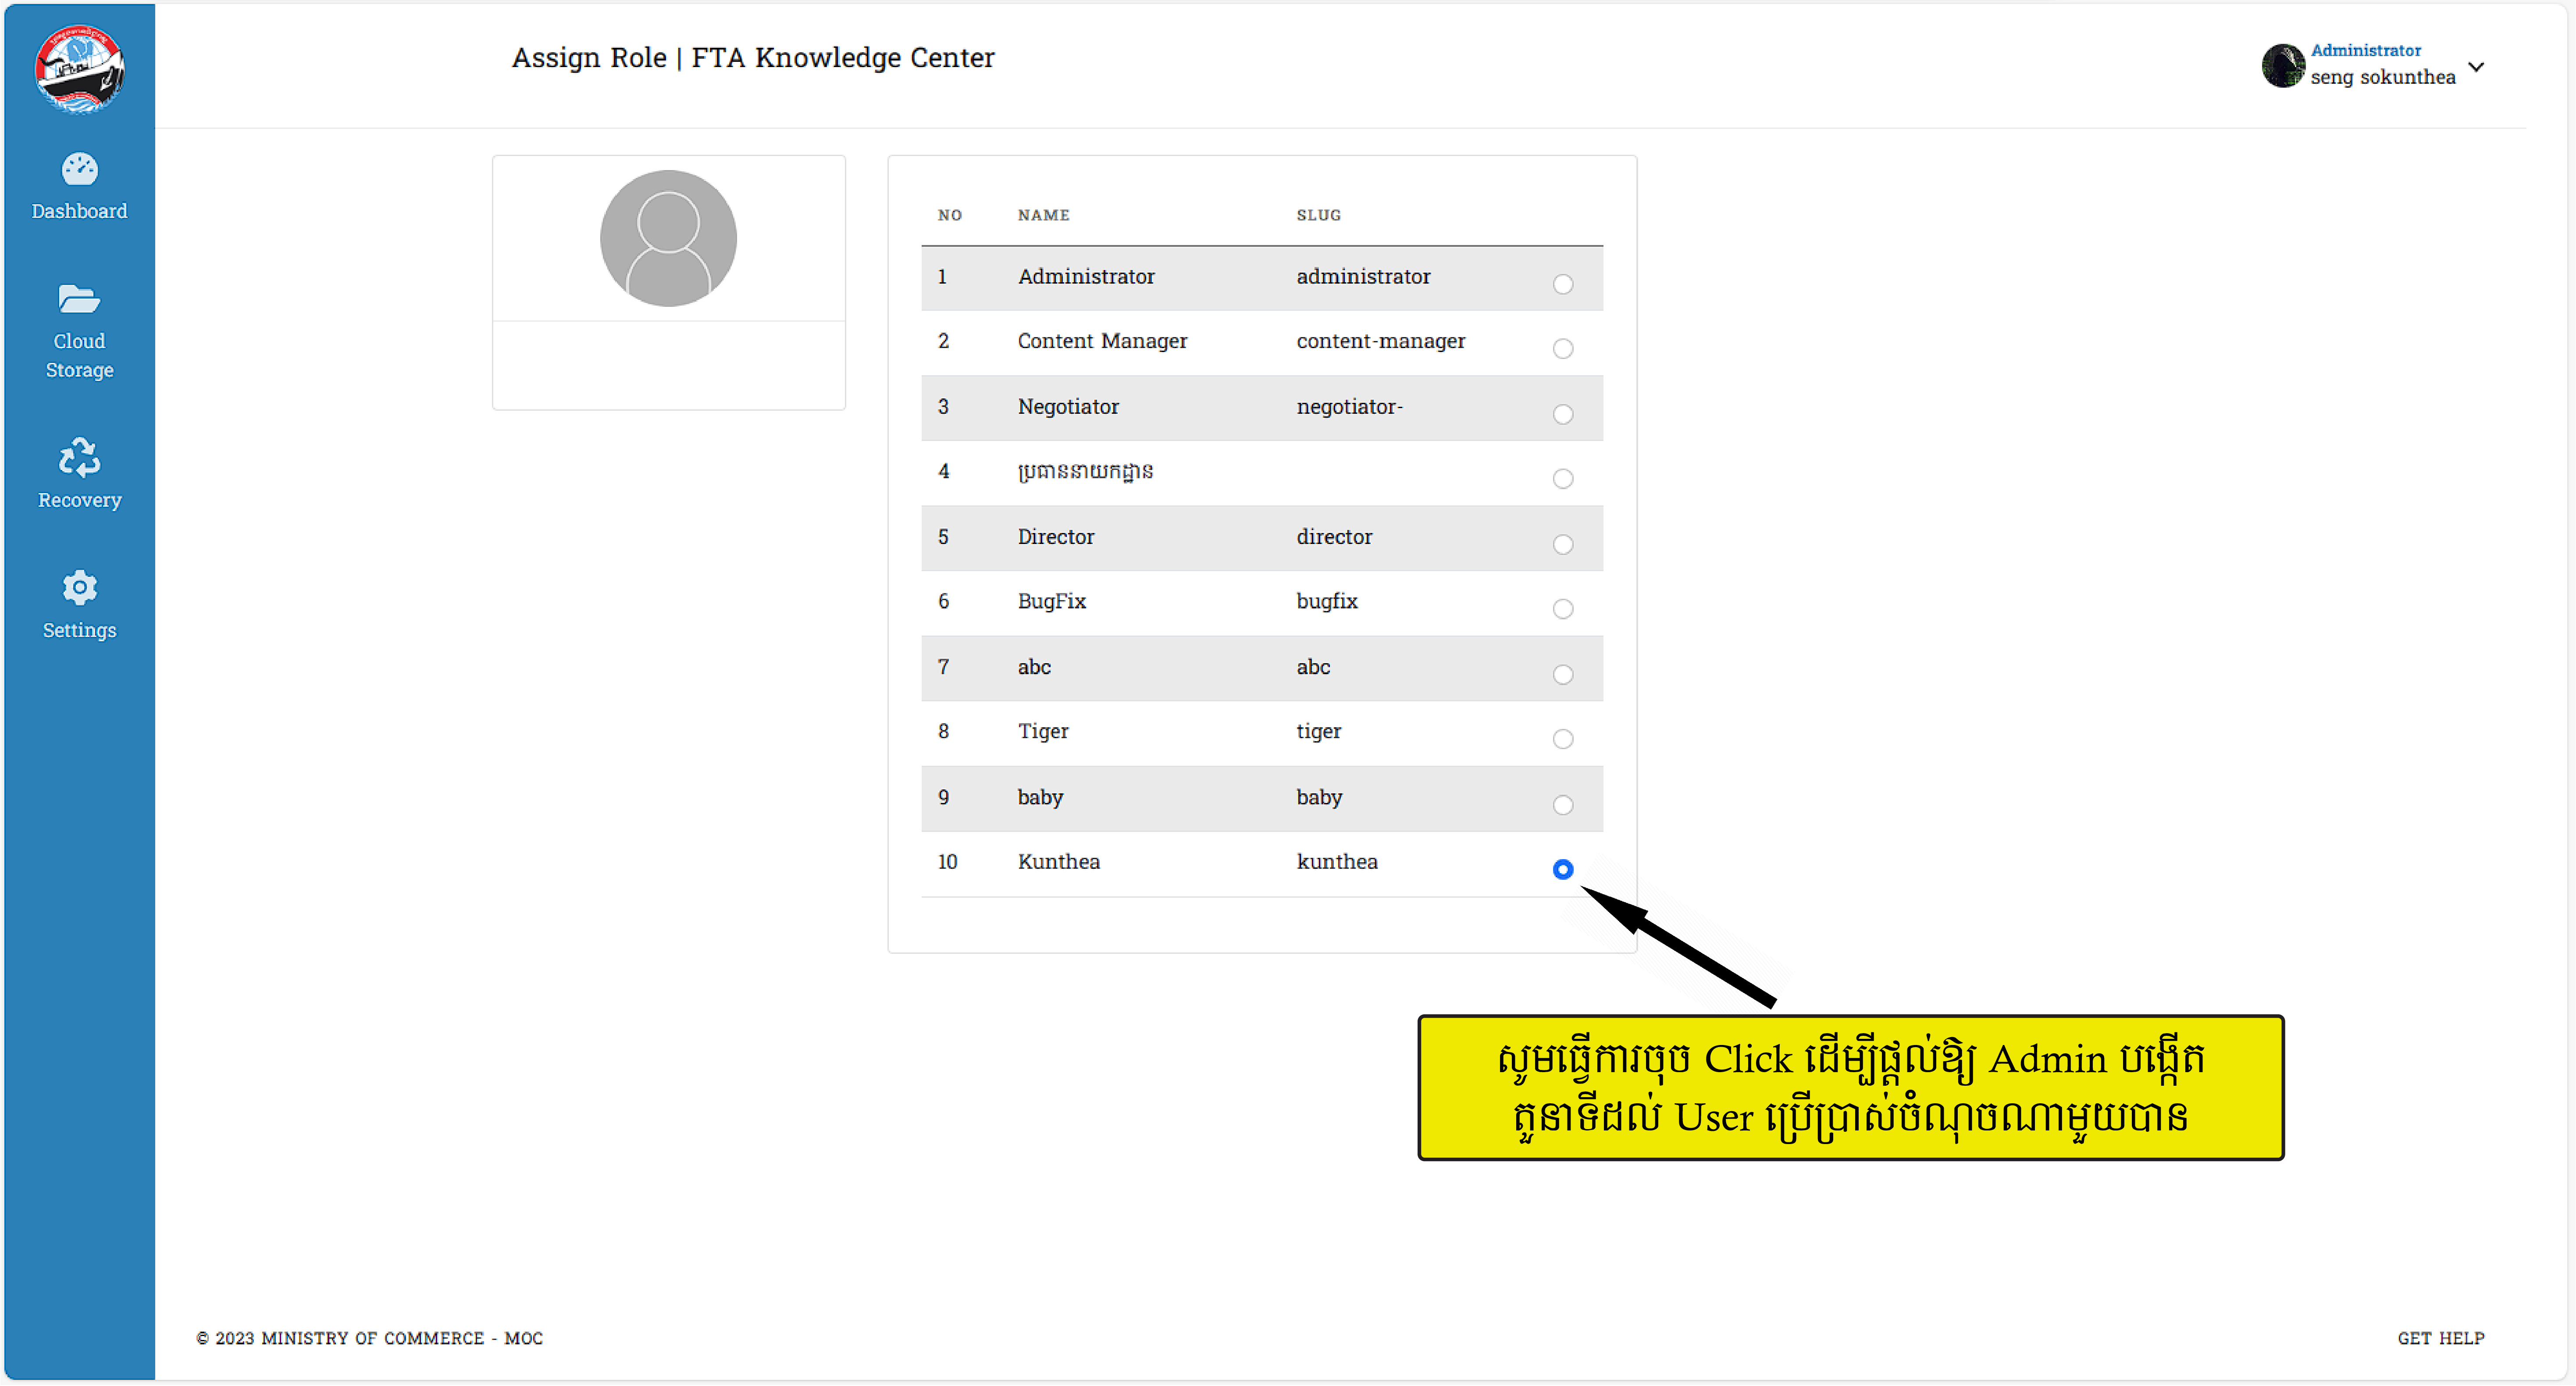 Assign Role | FTA Knowledge Center
Administrator
seng sokunthea
Dashboard
Cloud
Storage
Recovery
Settings
NO NAME SLUG
1 Administrator administrator
2 Content Manager content-manager
3 Negotiator negotiator-
4 ប្រធាននាយកដ្ឋាន
5 Director director
6 BugFix bugfix
7 abc abc
8 Tiger tiger
9 baby baby
10 Kunthea kunthea
សូមធ្វើការចុច Click ដើម្បីផ្តល់ឱ្យ Admin បង្កើត
តួនាទីដល់ User ប្រើប្រាស់ចំណុចណាមួយបាន
© 2023 MINISTRY OF COMMERCE - MOC
GET HELP